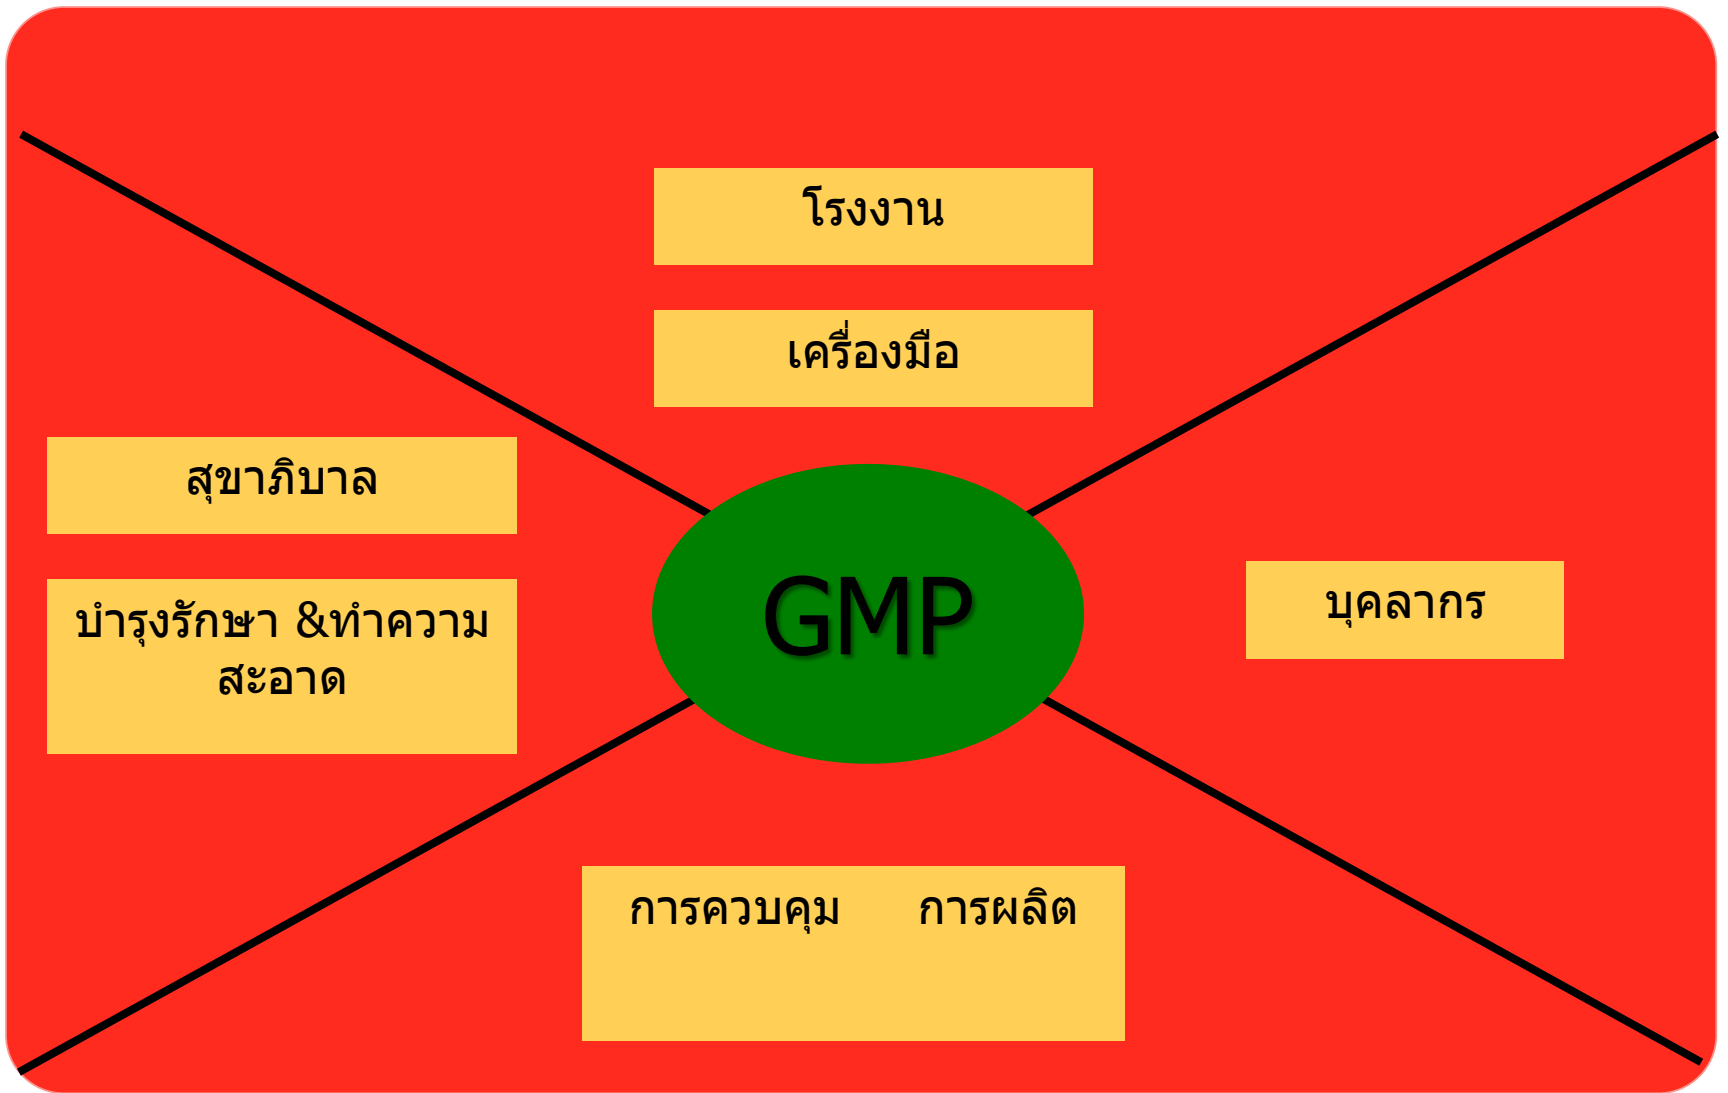 โรงงาน
เครื่องมือ
สุขาภิบาล
บำรุงรักษา &ทำความ
สะอาด
GMP
บุคลากร
การควบคุม การผลิต